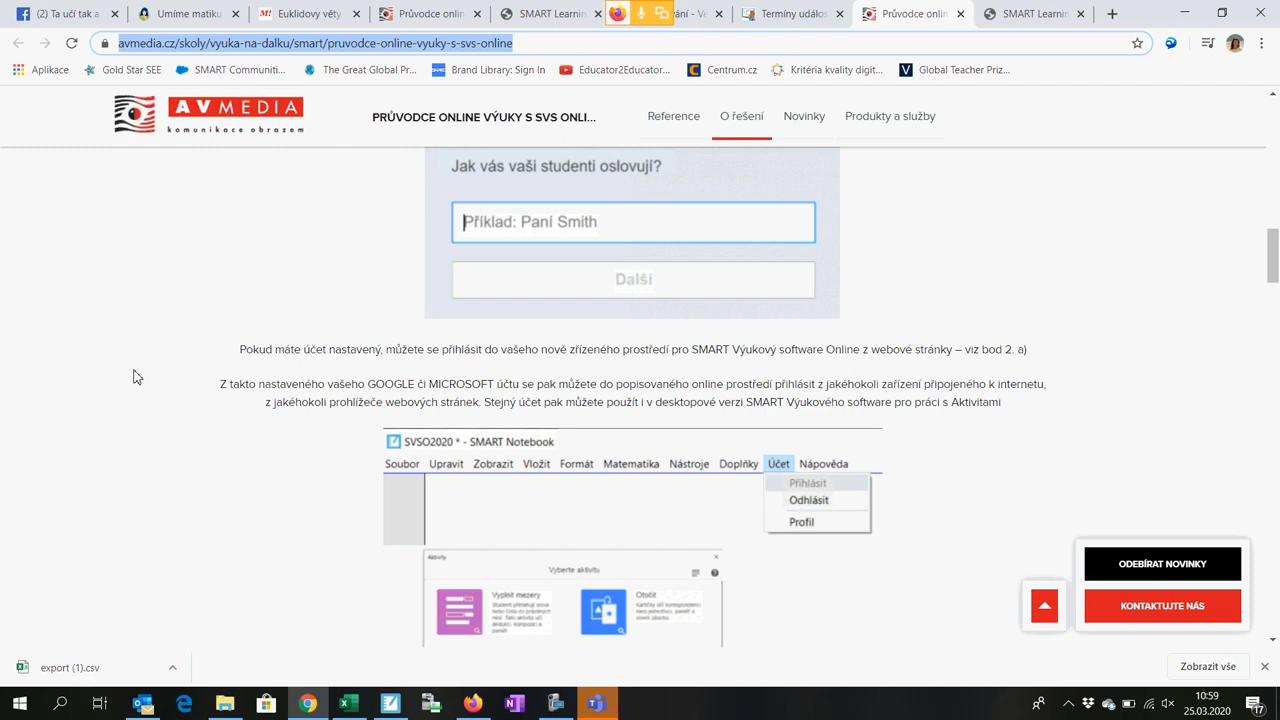 Ta učí tak a
Umíme matiku
Euklidovy věty
Průvodce online
SMART Learning
ání - Ve
Termíny událos
Průvodce onli
SMART Learni
avmedia.cz/skoly/vyuka-na-dalku/smart/pruvodce-online-vyuky-s-svs-online
Aplikace
Gold Star SEE
SMART Communiti...
The Great Global Pr...
Brand Library: Sign In
Educator2Educator...
Centrum.cz
Kritéria kvality digit...
Global Teacher Priz...
AVMEDIA
komunikace obrazem
PRŮVODCE ONLINE VÝUKY S SVS ONLI...
Reference
O řešení
Novinky
Produkty a služby
Jak vás vaši studenti oslovují?
Příklad: Paní Smith
Další
Pokud máte účet nastavený, můžete se přihlásit do vašeho nově zřízeného prostředí pro SMART Výukový software Online z webové stránky – viz bod 2. a)
Z takto nastaveného vašeho GOOGLE či MICROSOFT účtu se pak můžete do popisovaného online prostředí přihlásit z jakéhokoli zařízení připojeného k internetu,
z jakéhokoli prohlížeče webových stránek. Stejný účet pak můžete použít i v desktopové verzi SMART Výukového software pro práci s Aktivitami
SVSO2020 * - SMART Notebook
Soubor Upravit Zobrazit Vložit Formát Matematika Nástroje Doplňky Účet Nápověda
Přihlásit
Odhlásit
Profil
Aktivity
Vyberte aktivitu
Vyplnit mezery
Otočit
ODEBÍRAT NOVINKY
KONTAKTUJTE NÁS
export (1).csv
Zobrazit vše
10:59
25.03.2020
17